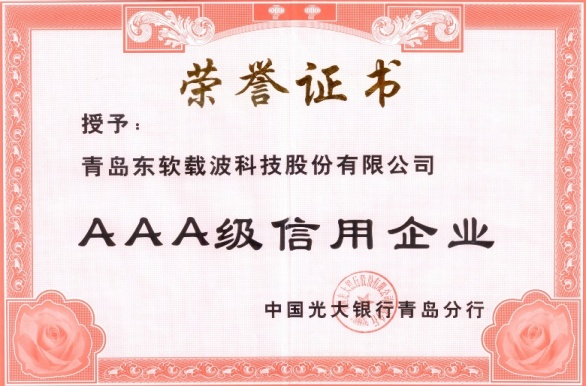 荣誉证书
授予：
青岛东软载波科技股份有限公司
AAA级信用企业
中国光大银行青岛分行